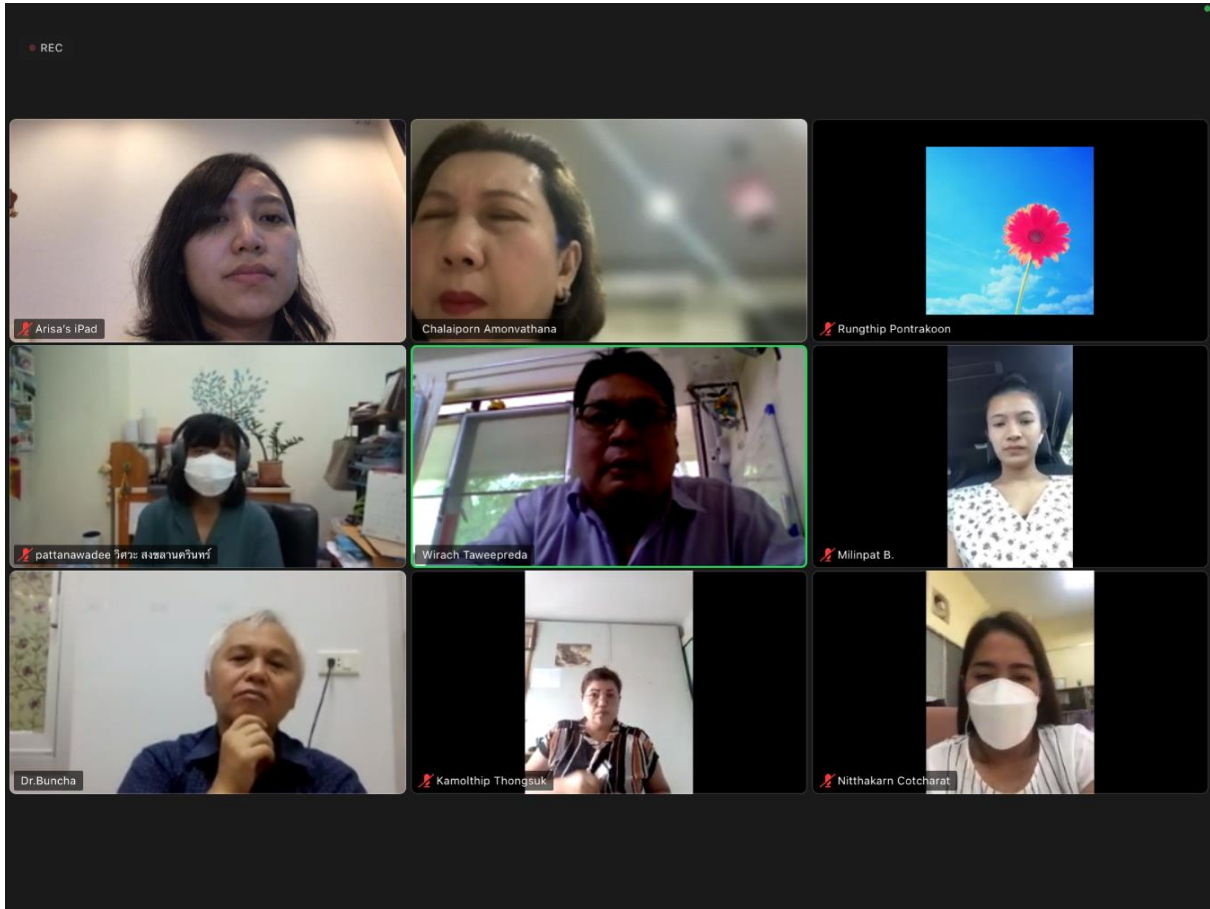 REC
Arisa's iPad
Chalaiporn Amonvathana
Rungthip Pontrakoon
pattanawadee วิศวะ สงขลานครินทร์
Wirach Taweepreda
Milinpat B.
Dr.Buncha
Kamolthip Thongsuk
Nitthakarn Cotcharat